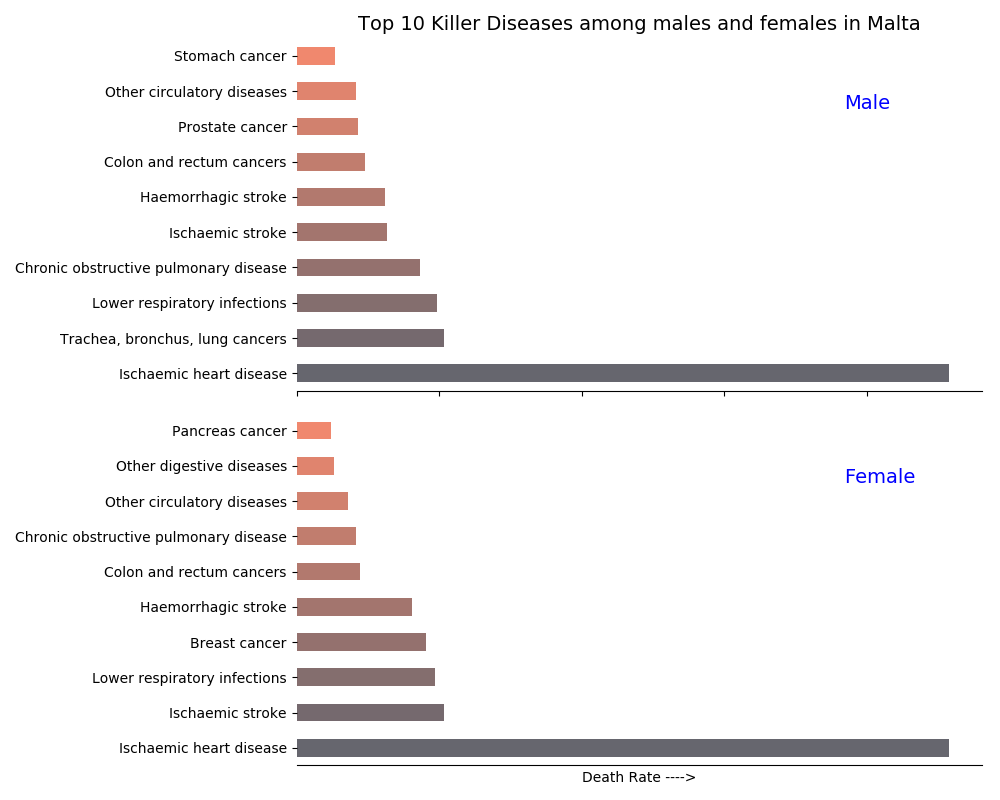 Top 10 Killer Diseases among males and females in Malta
Stomach cancer
Other circulatory diseases
Male
Prostate cancer
Colon and rectum cancers
Haemorrhagic stroke
Ischaemic stroke
Chronic obstructive pulmonary disease
Lower respiratory infections
Trachea, bronchus, lung cancers
Ischaemic heart disease
Pancreas cancer
Other digestive diseases
Female
Other circulatory diseases
Chronic obstructive pulmonary disease
Colon and rectum cancers
Haemorrhagic stroke
Breast cancer
Lower respiratory infections
Ischaemic stroke
Ischaemic heart disease
Death Rate ---->